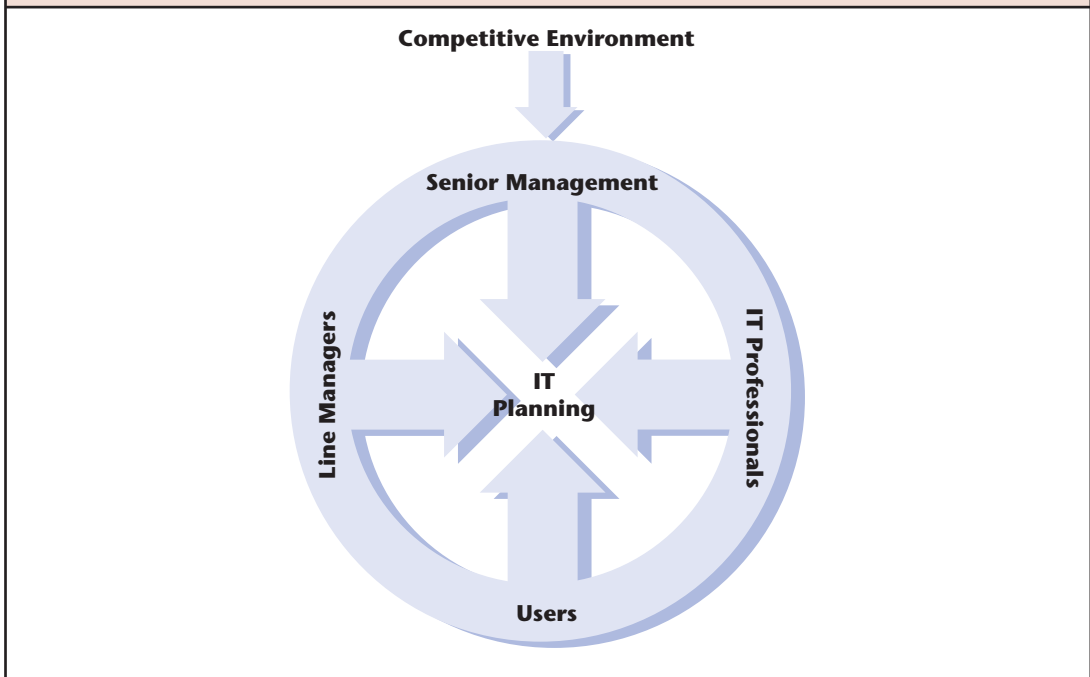 Competitive Environment
Senior Management
Line Managers
IT
Planning
IT Professionals
Users